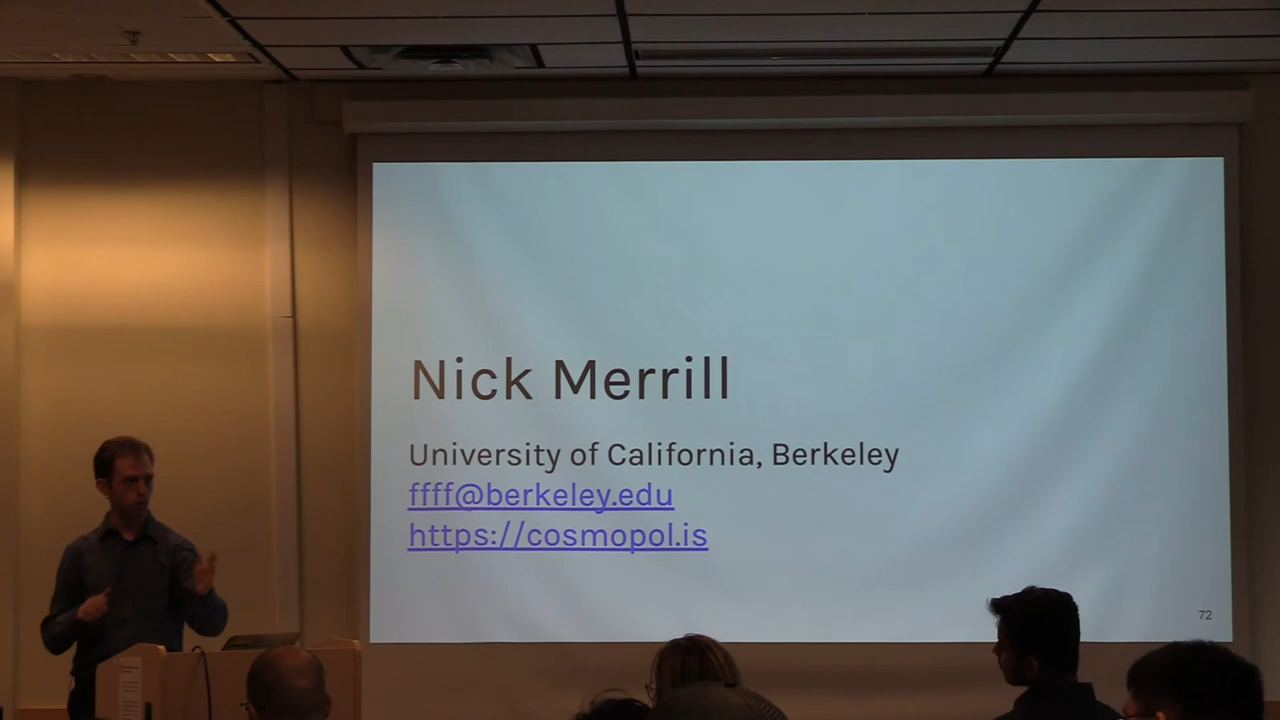 Nick Merrill
University of California, Berkeley
ffff@berkeley.edu
https://cosmopol.is
72